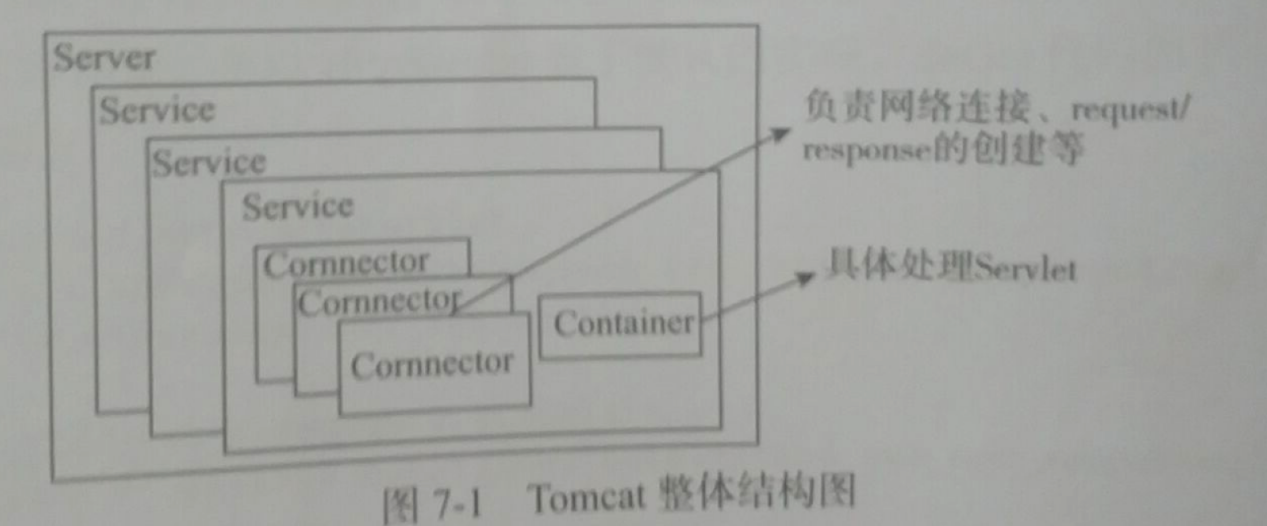 Server
Service
Service
Service
Cornnector
Cornnector
Cornnector
Container
负责网络连接、request/
response的创建等
具体处理Servlet
图 7-1 Tomcat 整体结构图